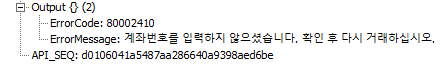 Output {} (2)
ErrorCode: 80002410
ErrorMessage: 계좌번호를 입력하지 않으셨습니다. 확인 후 다시 거래하십시오.
API_SEQ: d0106041a5487aa286640a9398aed6be